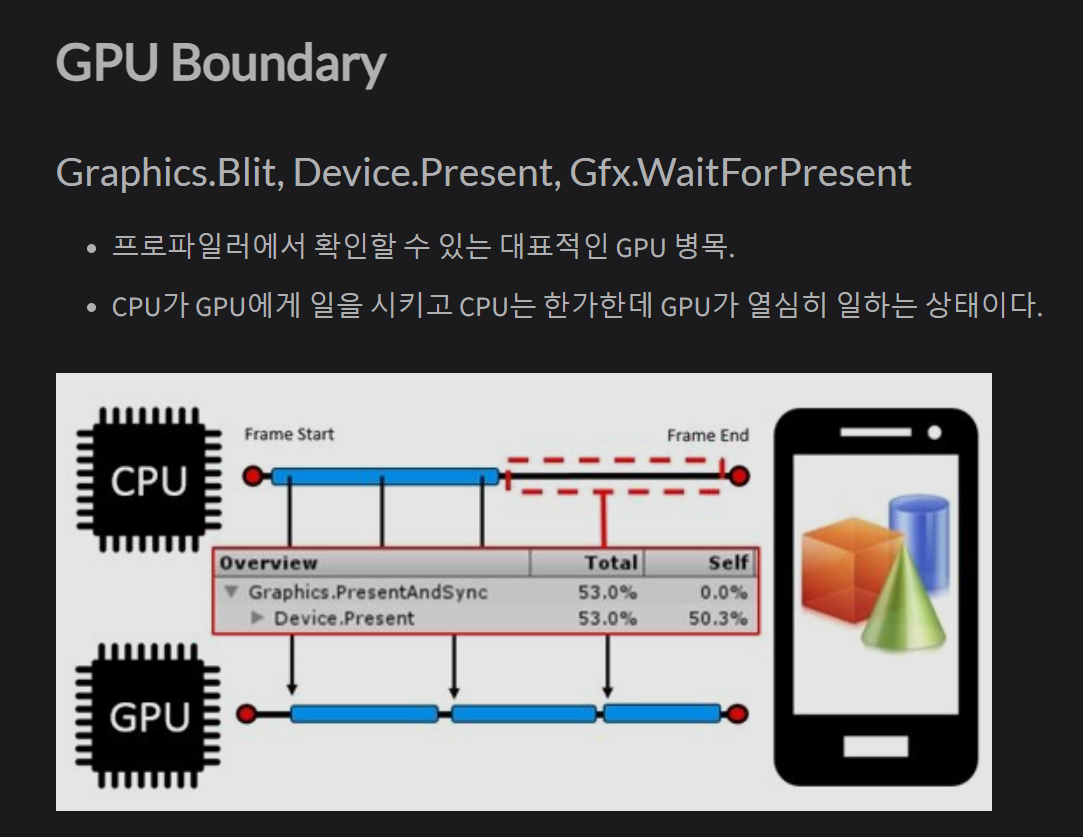 GPU Boundary
Graphics.Blit, Device.Present, Gfx.WaitForPresent
• 프로파일러에서 확인할 수 있는 대표적인 GPU 병목.
• CPU가 GPU에게 일을 시키고 CPU는 한가한데 GPU가 열심히 일하는 상태이다.
CPU
Frame Start
Frame End
Overview Total Self
▼ Graphics.PresentAndSync 53.0% 0.0%
▶ Device.Present 53.0% 50.3%
GPU